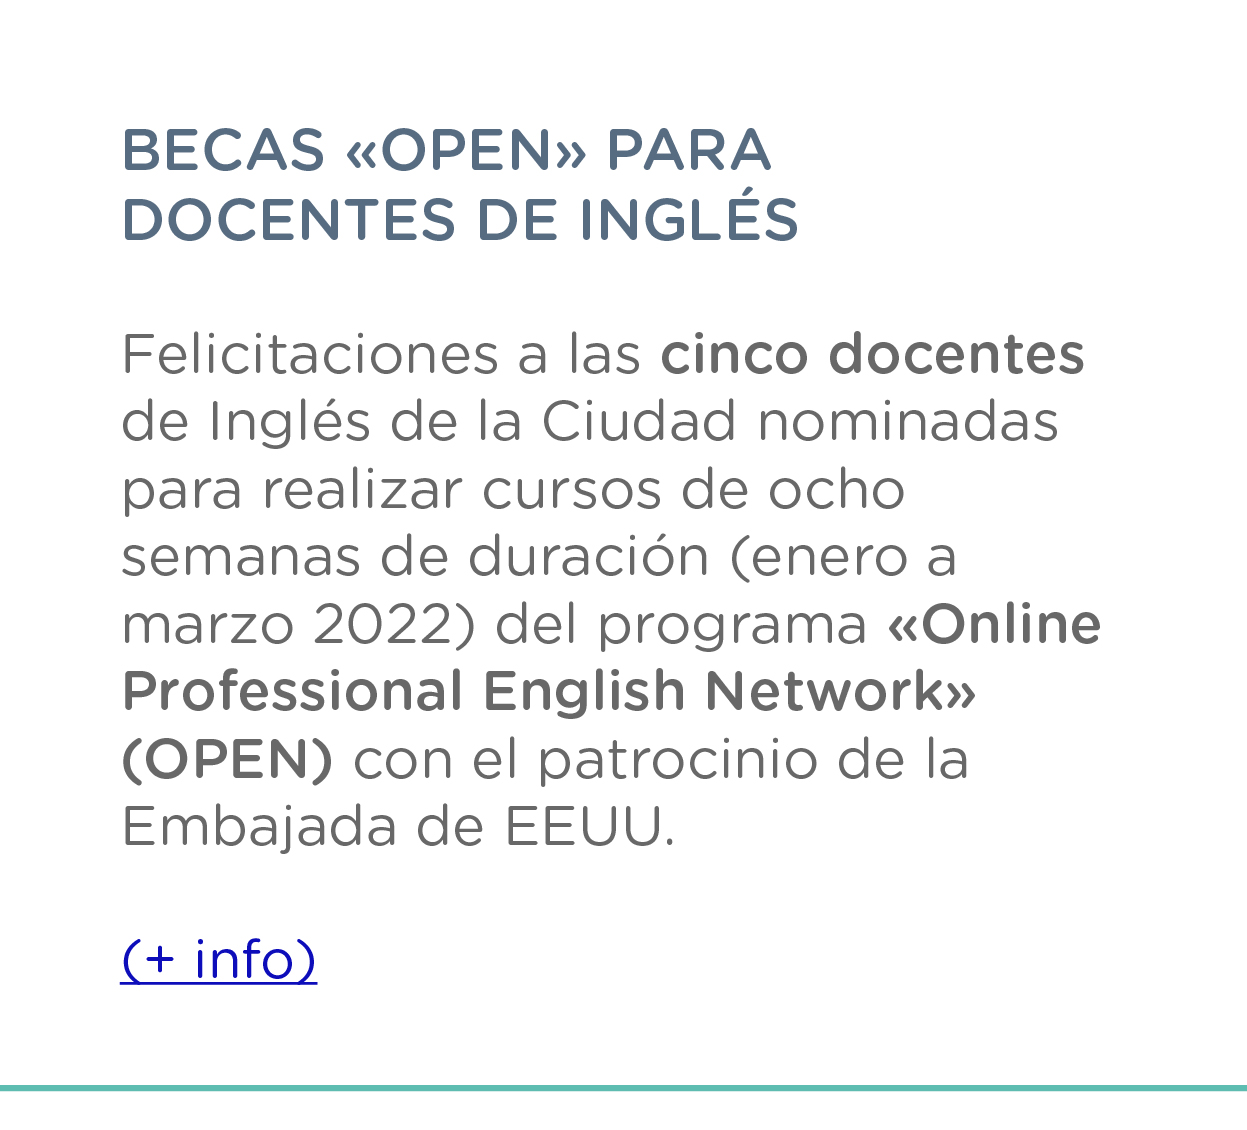 BECAS «OPEN» PARA
DOCENTES DE INGLÉS
Felicitaciones a las cinco docentes
de Inglés de la Ciudad nominadas
para realizar cursos de ocho
semanas de duración (enero a
marzo 2022) del programa «Online
Professional English Network»
(OPEN) con el patrocinio de la
Embajada de EEUU.
(+ info)